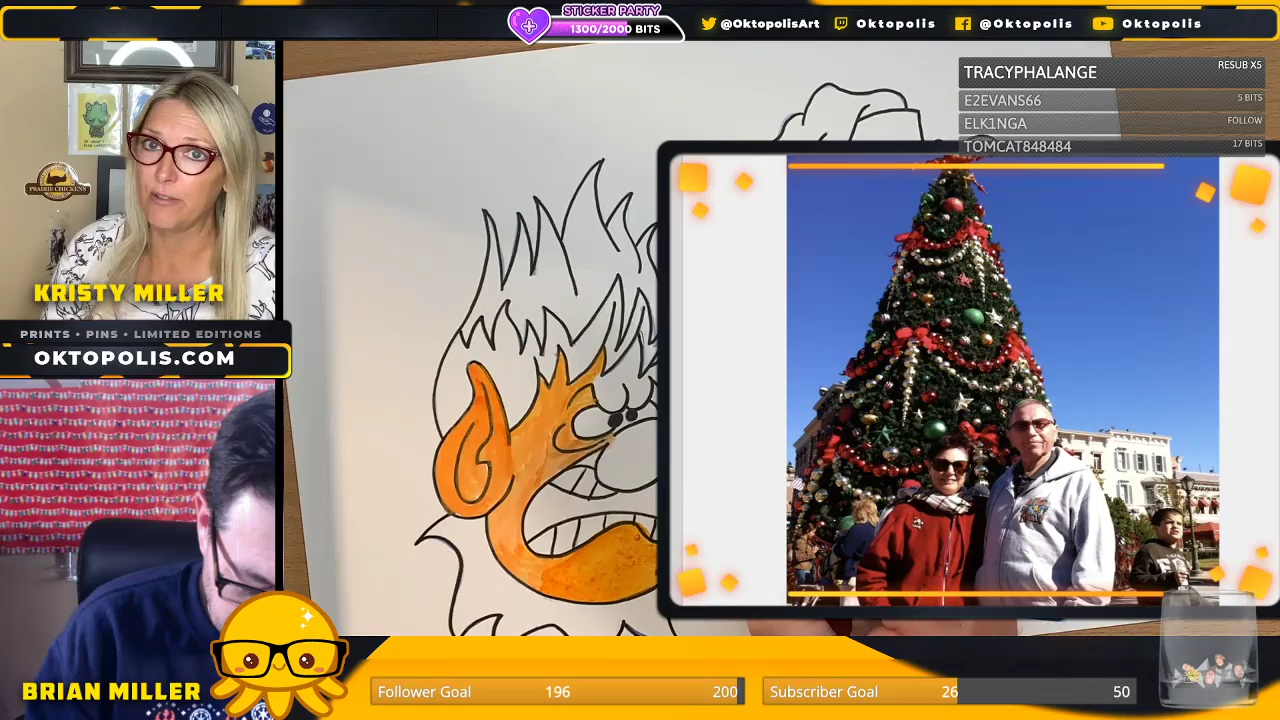 STICKER PARTY
1300/2000 BITS
@OktopolisArt
Oktopolis
@Oktopolis
Oktopolis
TRACYPHALANGE
RESUB X5
E2EVANS66
5 BITS
ELK1NGA
FOLLOW
TOMCAT848484
17 BITS
PRAIRIE CHICKENS
KRISTY MILLER
PRINTS • PINS • LIMITED EDITIONS
OKTOPOLIS.COM
BRIAN MILLER
Follower Goal
196
200
Subscriber Goal
26
50